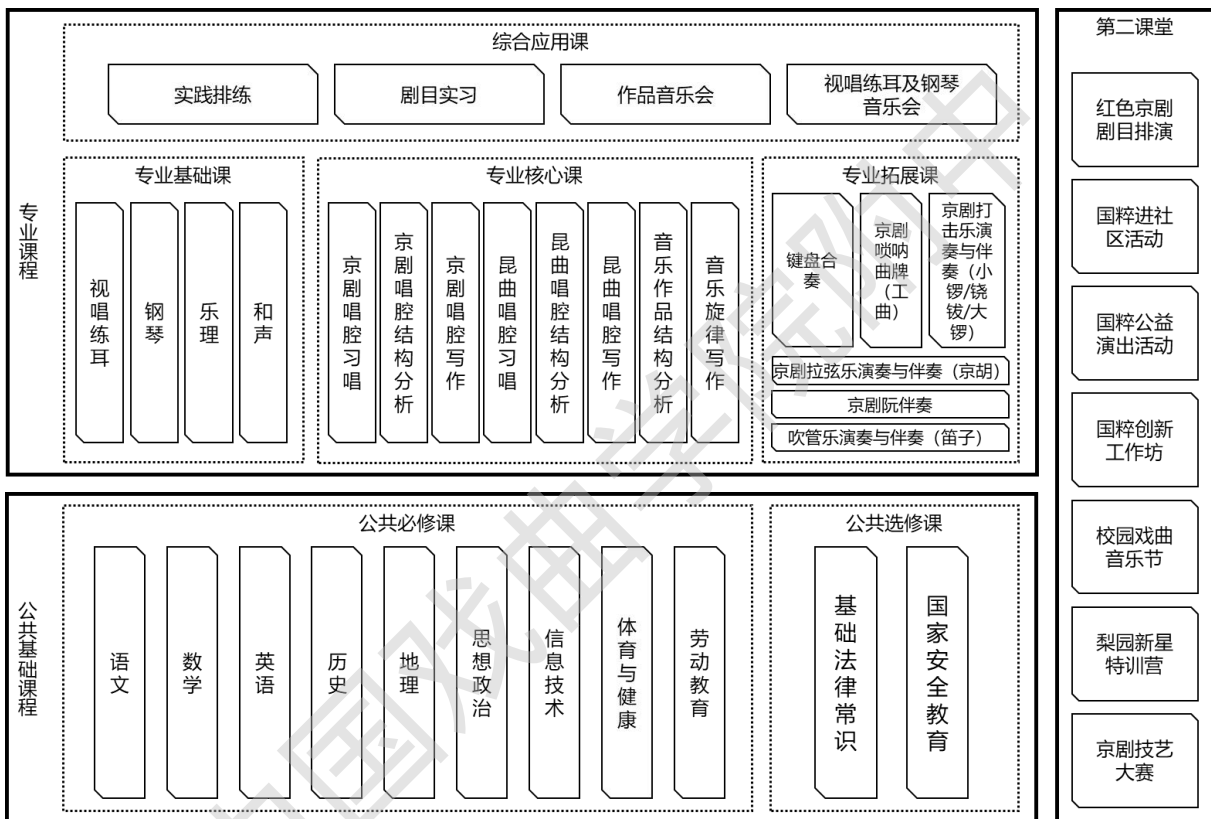 综合应用课
实践排练
剧目实习
作品音乐会
视唱练耳及钢琴
音乐会
专业课程
专业基础课
视唱练耳
钢琴
乐理
和声
专业核心课
京剧唱腔习唱
京剧唱腔结构分析
京剧唱腔写作
昆曲唱腔习唱
昆曲唱腔结构分析
昆曲唱腔写作
音乐作品结构分析
音乐旋律写作
专业拓展课
键盘合
奏
京剧
唢呐
曲牌
（工
曲）
京剧打
击乐演
奏与伴
奏（小
锣/铙
钹/大
锣）
京剧拉弦乐演奏与伴奏（京胡）
京剧阮伴奏
吹管乐演奏与伴奏（笛子）
公共基础课程
公共必修课
语文
数学
英语
历史
地理
思想政治
信息技术
体育与健康
劳动教育
公共选修课
基础法律常识
国家安全教育
第二课堂
红色京剧
剧目排演
国粹进社
区活动
国粹公益
演出活动
国粹创新
工作坊
校园戏曲
音乐节
梨园新星
特训营
京剧技艺
大赛
中国戏曲学院附中